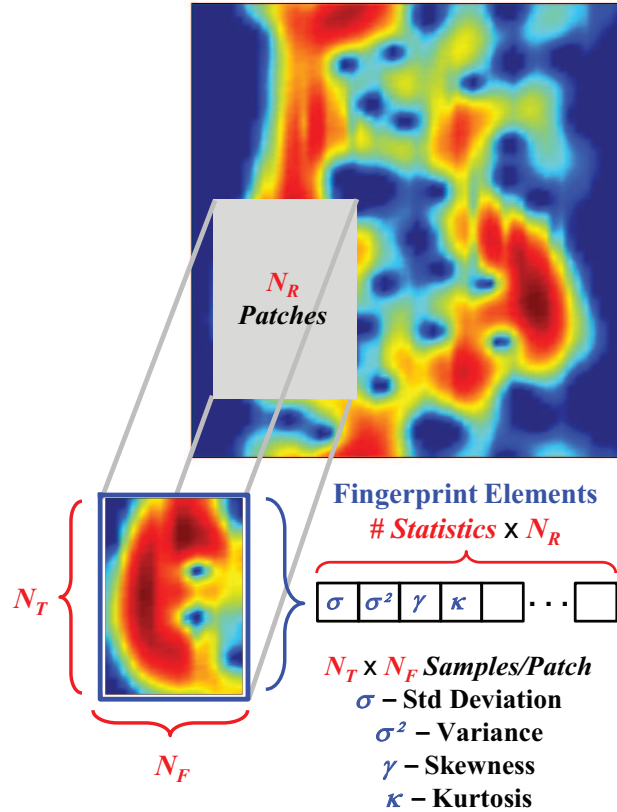 N_R
Patches
Fingerprint Elements
# Statistics x N_R
N_T
σ σ² γ κ ...
N_T x N_F Samples/Patch
σ – Std Deviation
σ² – Variance
N_F
γ – Skewness
κ – Kurtosis